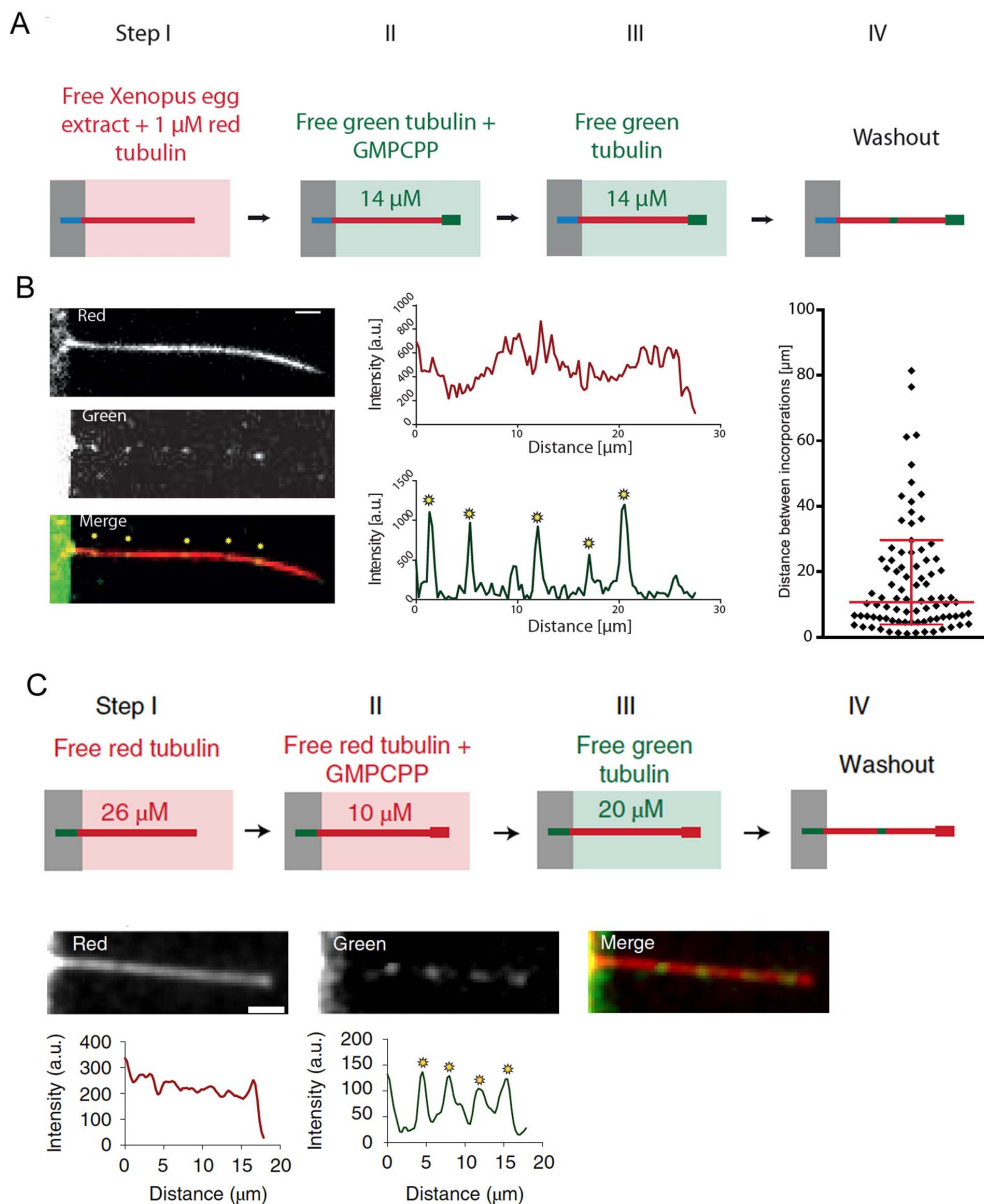 A
Step I
II
III
IV
Free Xenopus egg
extract + 1 µM red
tubulin
Free green tubulin +
GMPCPP
Free green
tubulin
Washout
14 µM
14 µM
B
Red
Green
Merge
Intensity [a.u.]
1000
800
600
400
200
0
0
10
20
30
Distance [µm]
Intensity [a.u.]
1500
1000
500
0
0
10
20
30
Distance [µm]
Distance between incorporations [µm]
100
80
60
40
20
0
C
Step I
II
III
IV
Free red tubulin
Free red tubulin +
GMPCPP
Free green
tubulin
Washout
26 µM
10 µM
20 µM
Red
Green
Merge
Intensity (a.u.)
400
300
200
100
0
0
5
10
15
20
Distance (µm)
Intensity (a.u.)
200
150
100
50
0
0
5
10
15
20
Distance (µm)